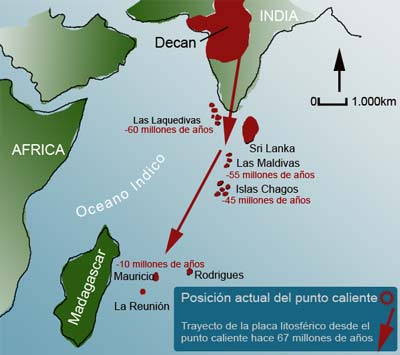 INDIA
Decan
0 1.000km
Las Laquedivas
-60 millones de años
Sri Lanka
AFRICA
Las Maldivas
-55 millones de años
Islas Chagos
-45 millones de años
Oceano Indico
-10 millones de años
Mauricio
Rodrigues
La Reunión
Madagascar
Posición actual del punto caliente
Trayecto de la placa litosférico desde el
punto caliente hace 67 millones de años